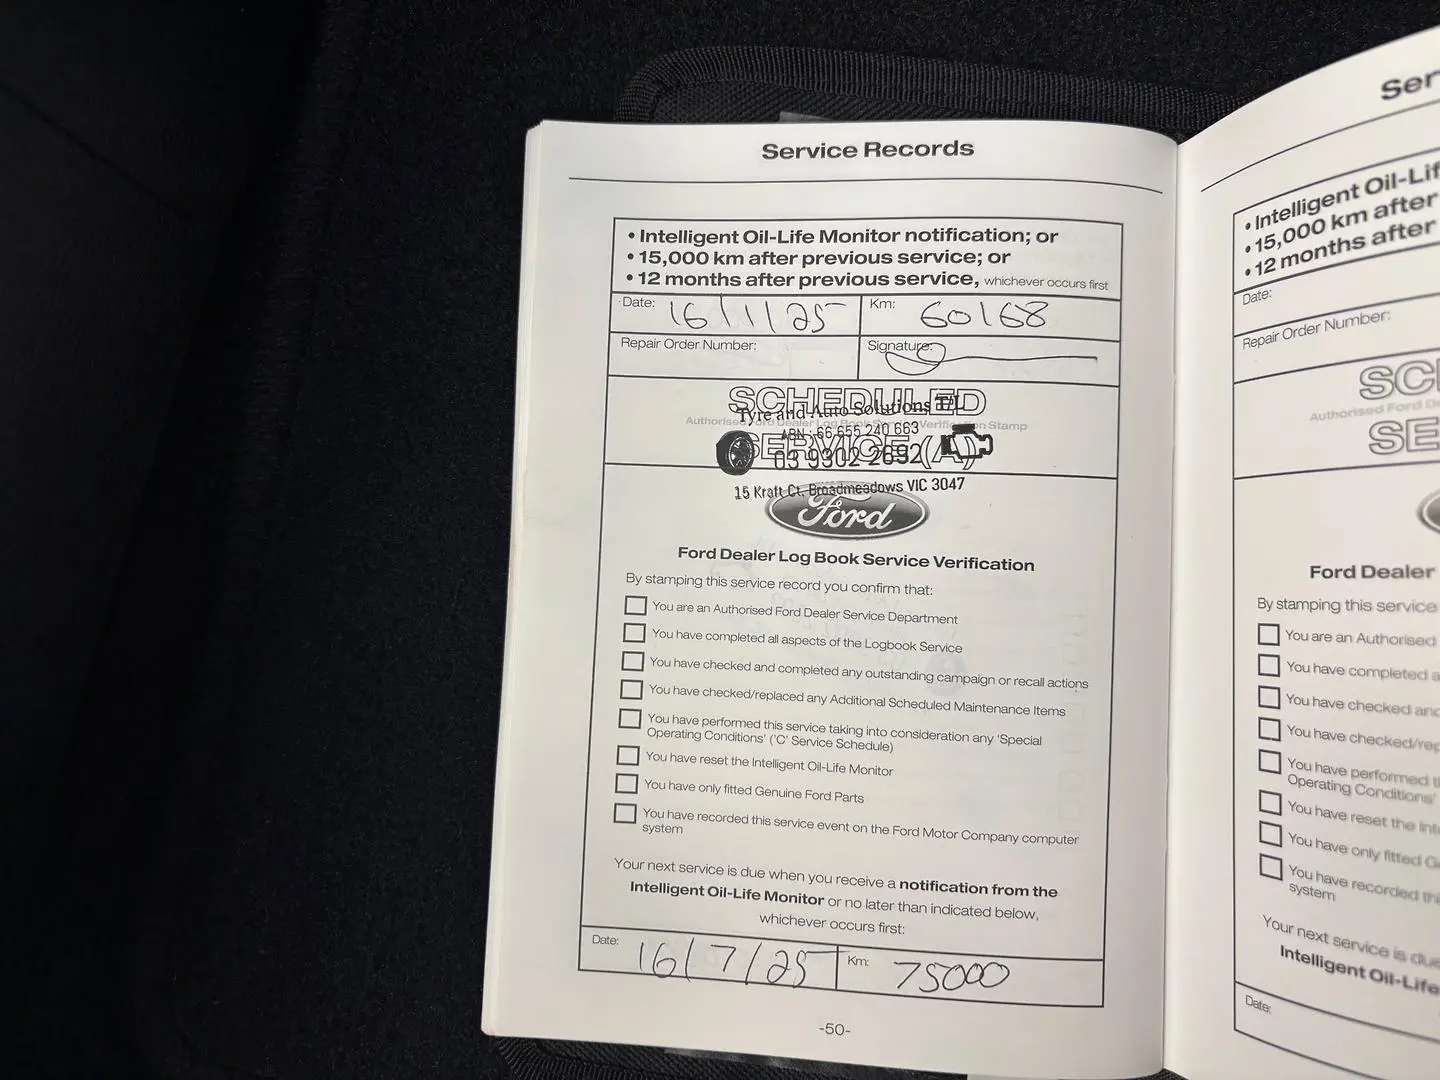 Service Records
• Intelligent Oil-Life Monitor notification; or
• 15,000 km after previous service; or
• 12 months after previous service, whichever occurs first
Date: 16/1/25 Km: 60168
Repair Order Number: Signature:
SCHEDULED
Tyre and Auto Solutions T/L
Authorised Ford Dealer Log Book Service Verification Stamp
ABN : 66 655 240 663
SERVICE (A)
03 9302 2692
15 Kraft Ct, Broadmeadows VIC 3047
Ford
Ford Dealer Log Book Service Verification
By stamping this service record you confirm that:
You are an Authorised Ford Dealer Service Department
You have completed all aspects of the Logbook Service
You have checked and completed any outstanding campaign or recall actions
You have checked/replaced any Additional Scheduled Maintenance Items
You have performed this service taking into consideration any 'Special
Operating Conditions' ('C' Service Schedule)
You have reset the Intelligent Oil-Life Monitor
You have only fitted Genuine Ford Parts
You have recorded this service event on the Ford Motor Company computer
system
Your next service is due when you receive a notification from the
Intelligent Oil-Life Monitor or no later than indicated below,
whichever occurs first:
Date: 16/7/25 Km: 75000
-50-
• Intelligent Oil-Lif
• 15,000 km after
• 12 months after
Date:
Repair Order Number:
Authorised Ford
Ford Dealer
By stamping this service
You are an Authorised
You have completed
You have checked
You have checked/rep
You have performed
Operating Conditions'
You have reset the
You have only fitted
You have recorded
system
Your next service is due
Intelligent Oil-Life
Date: